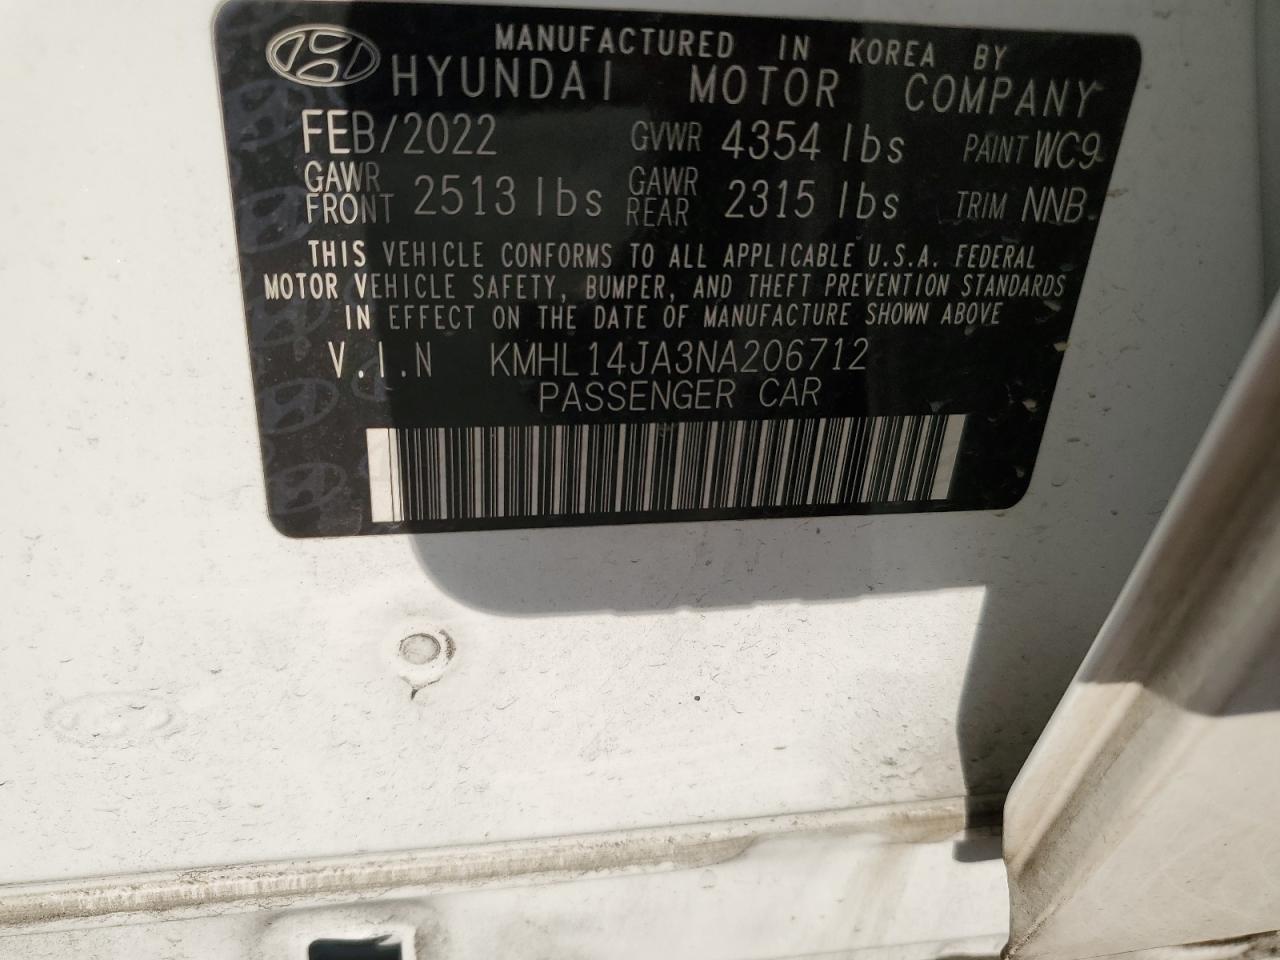 MANUFACTURED IN KOREA BY
HYUNDAI MOTOR COMPANY
FEB/2022 GVWR 4354 lbs PAINT WC9
GAWR FRONT 2513 lbs GAWR REAR 2315 lbs TRIM NNB
THIS VEHICLE CONFORMS TO ALL APPLICABLE U.S.A. FEDERAL
MOTOR VEHICLE SAFETY, BUMPER, AND THEFT PREVENTION STANDARDS
IN EFFECT ON THE DATE OF MANUFACTURE SHOWN ABOVE
V.I.N KMHL14JA3NA206712
PASSENGER CAR